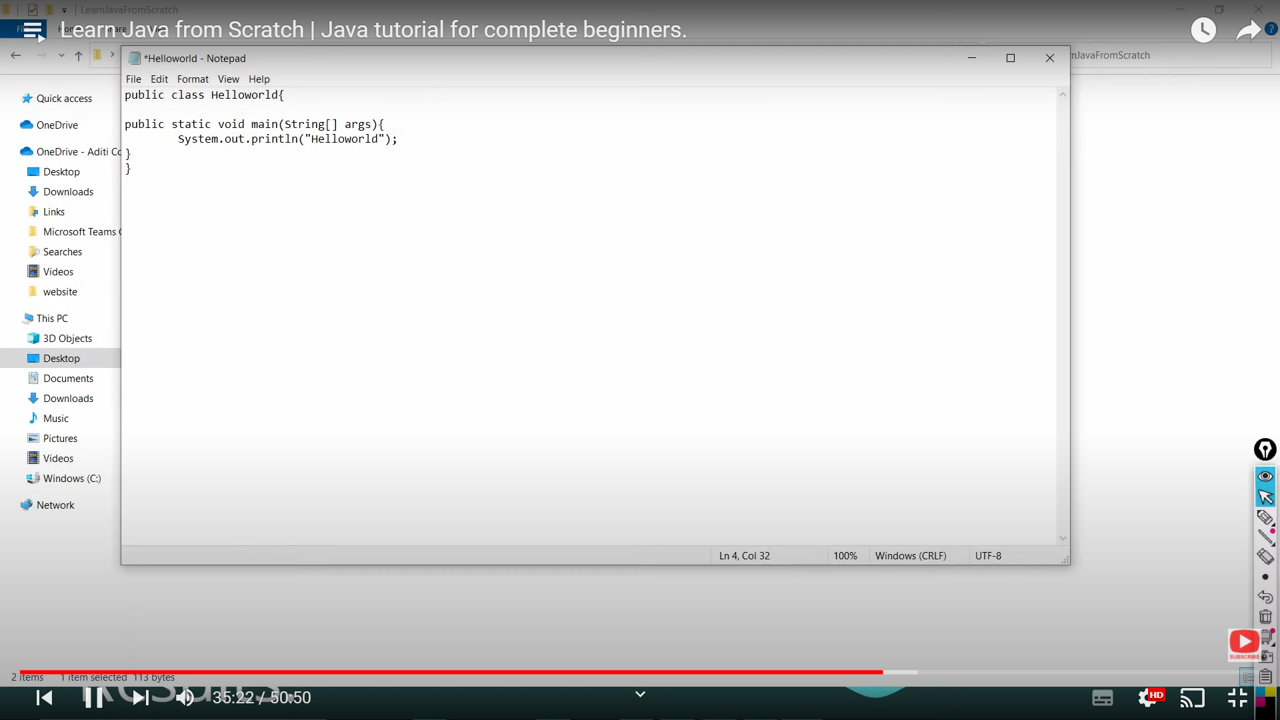 LearnJavaFromScratch
Learn Java from Scratch | Java tutorial for complete beginners.
*Helloworld - Notepad
File Edit Format View Help
public class Helloworld{
public static void main(String[] args){
System.out.println("Helloworld");
}
}
Quick access
OneDrive
OneDrive - Aditi Co
Desktop
Downloads
Links
Microsoft Teams C
Searches
Videos
website
This PC
3D Objects
Desktop
Documents
Downloads
Music
Pictures
Videos
Windows (C:)
Network
Ln 4, Col 32 100% Windows (CRLF) UTF-8
SUBSCRIBE
2 items 1 item selected 113 bytes
35:22 / 50:50
HD